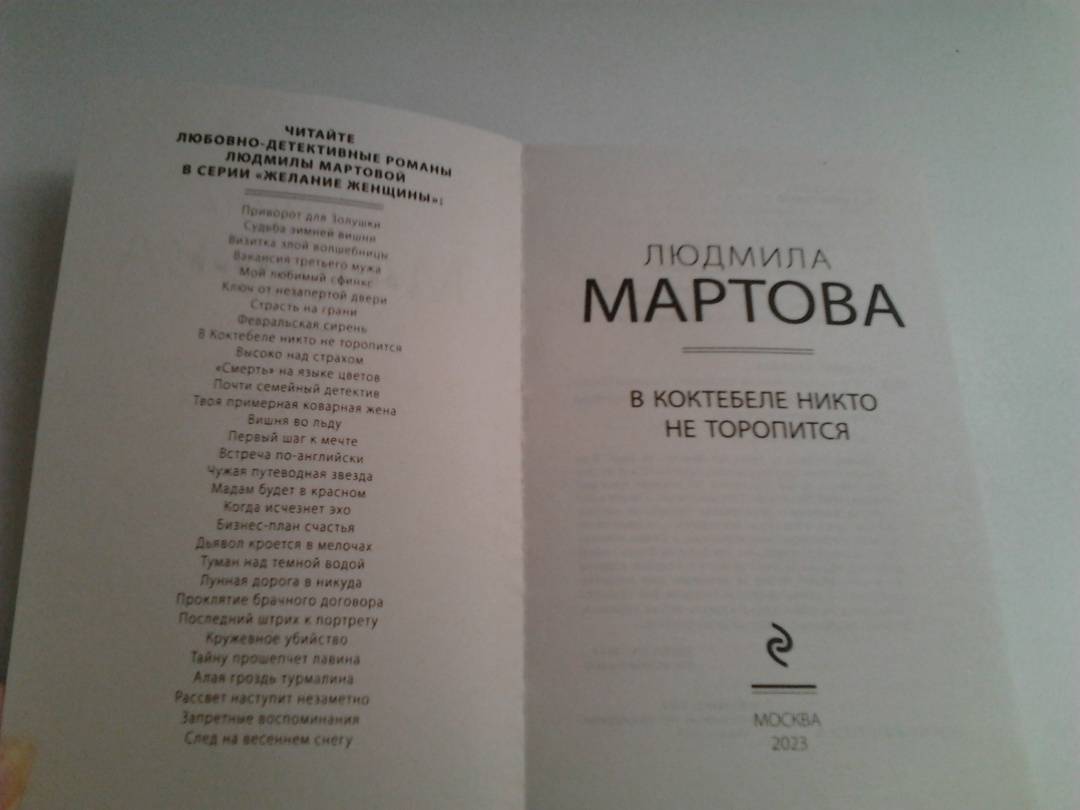 ЧИТАЙТЕ
ЛЮБОВНО-ДЕТЕКТИВНЫЕ РОМАНЫ
ЛЮДМИЛЫ МАРТОВОЙ
В СЕРИИ «ЖЕЛАНИЕ ЖЕНЩИНЫ»:
Приворот для Золушки
Судьба зимней вишни
Визитка злой волшебницы
Вакансия третьего мужа
Мой любимый сфинкс
Ключ от незапертой двери
Страсть на грани
Февральская сирень
В Коктебеле никто не торопится
Высоко над страхом
«Смерть» на языке цветов
Почти семейный детектив
Твоя примерная коварная жена
Вишня во льду
Первый шаг к мечте
Встреча по-английски
Чужая путеводная звезда
Мадам будет в красном
Когда исчезнет эхо
Бизнес-план счастья
Дьявол кроется в мелочах
Туман над темной водой
Лунная дорога в никуда
Проклятие брачного договора
Последний штрих к портрету
Кружевное убийство
Тайну прошепчет лавина
Алая гроздь турмалина
Рассвет наступит незаметно
Запретные воспоминания
След на весеннем снегу
ЛЮДМИЛА
МАРТОВА
В КОКТЕБЕЛЕ НИКТО
НЕ ТОРОПИТСЯ
МОСКВА
2023